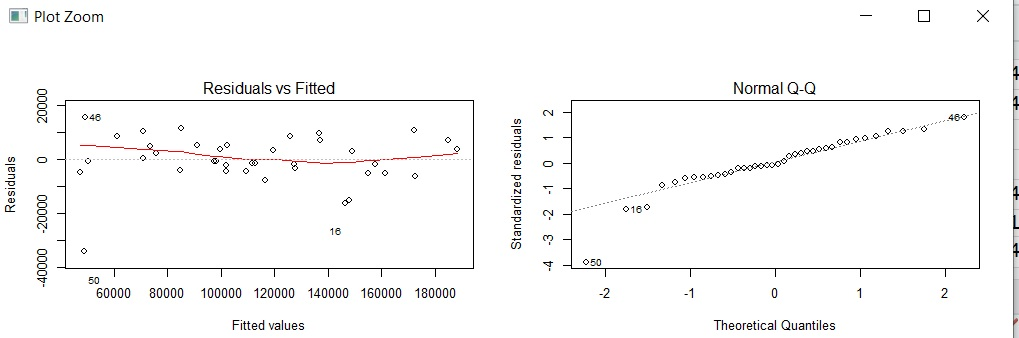 Plot Zoom
Residuals vs Fitted
Residuals
20000
0
-20000
-40000
46
16
50
60000 80000 100000 120000 140000 160000 180000
Fitted values
Normal Q-Q
Standardized residuals
2
1
0
-1
-2
-3
-4
46
16
50
-2 -1 0 1 2
Theoretical Quantiles